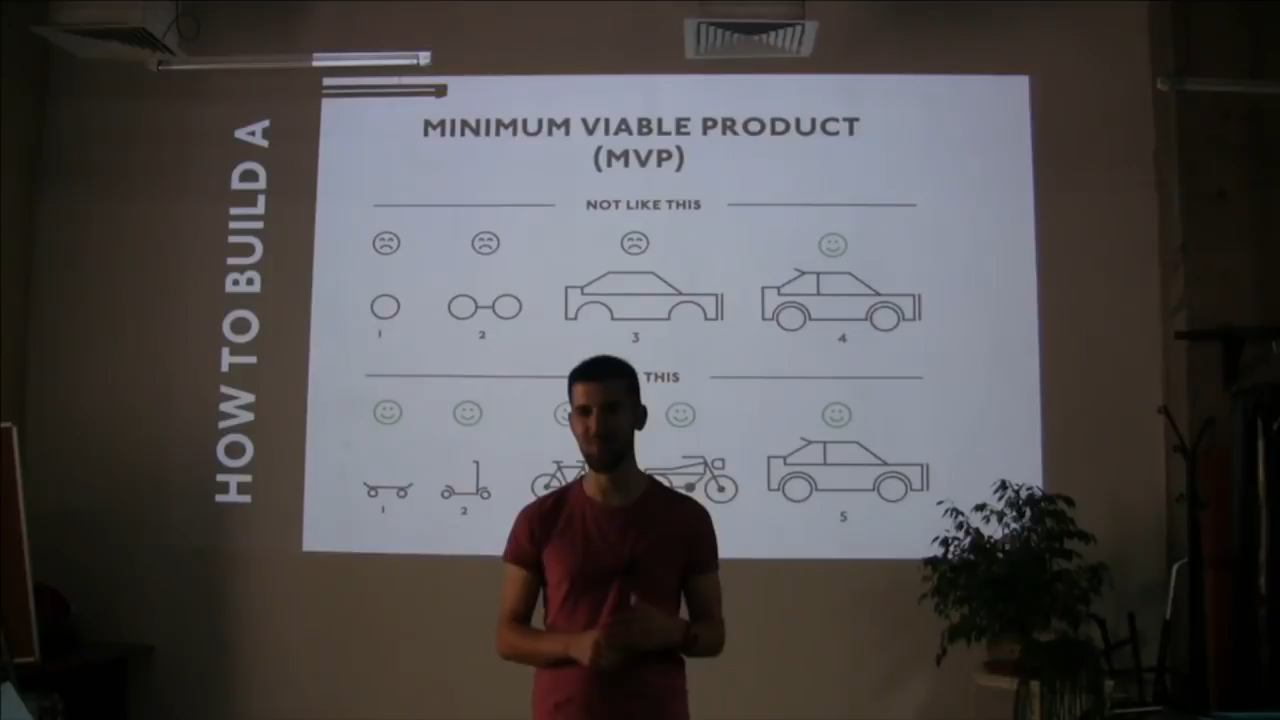 HOW TO BUILD A
MINIMUM VIABLE PRODUCT
(MVP)
NOT LIKE THIS
1 2 3 4
THIS
1 2 5